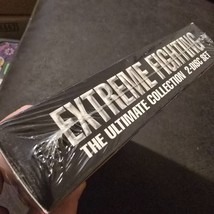 EXTREME FIGHTING
THE ULTIMATE COLLECTION 2-DISC SET